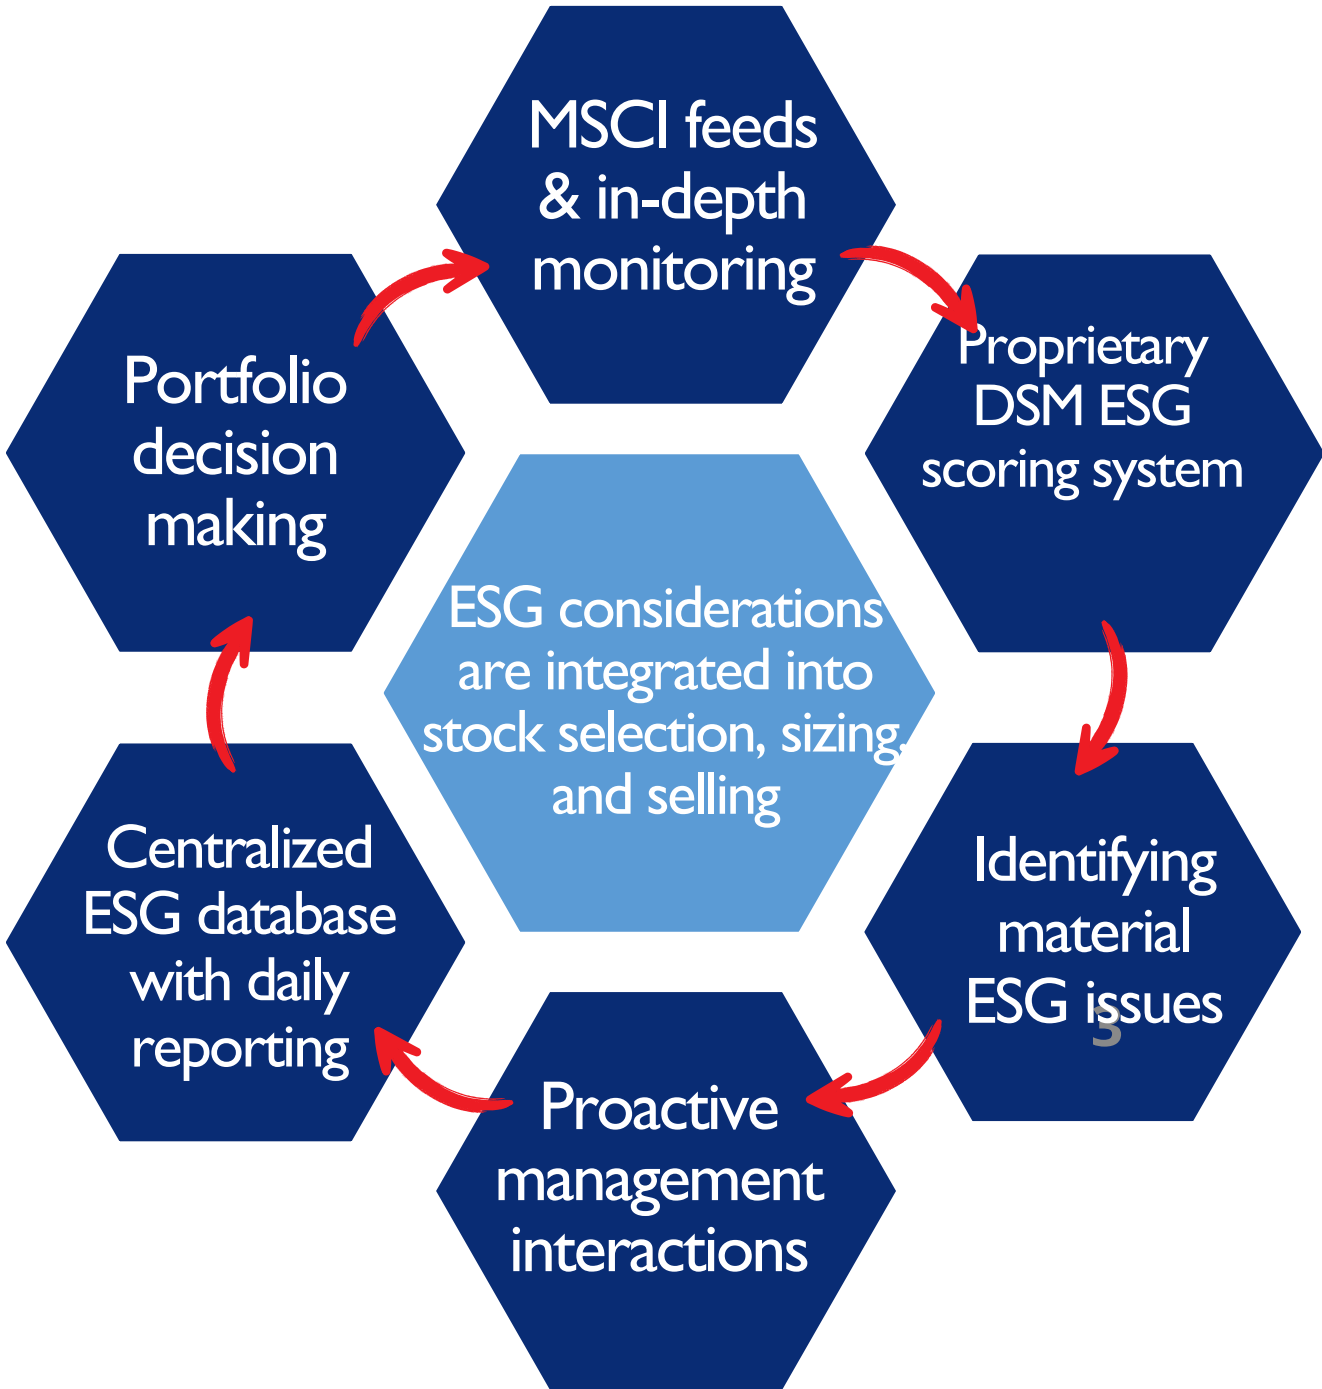 MSCI feeds
& in-depth
monitoring
Proprietary
DSM ESG
scoring system
Identifying
material
ESG issues
3
Proactive
management
interactions
Centralized
ESG database
with daily
reporting
Portfolio
decision
making
ESG considerations
are integrated into
stock selection, sizing,
and selling